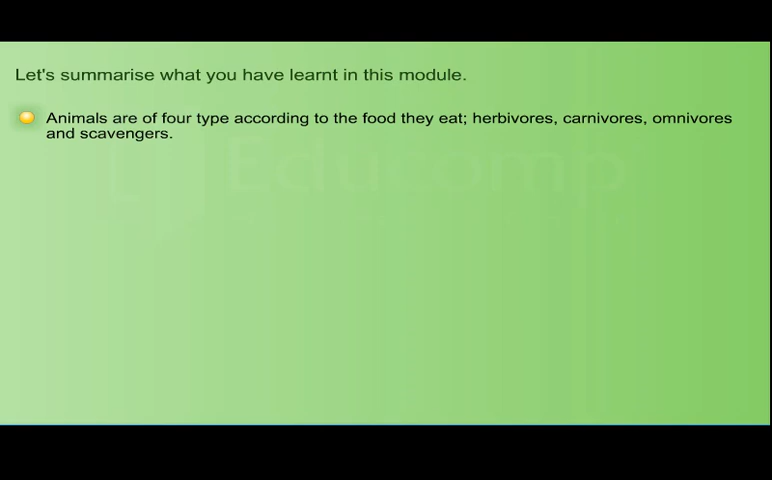 Let's summarise what you have learnt in this module.
Animals are of four type according to the food they eat; herbivores, carnivores, omnivores
and scavengers.
Educomp